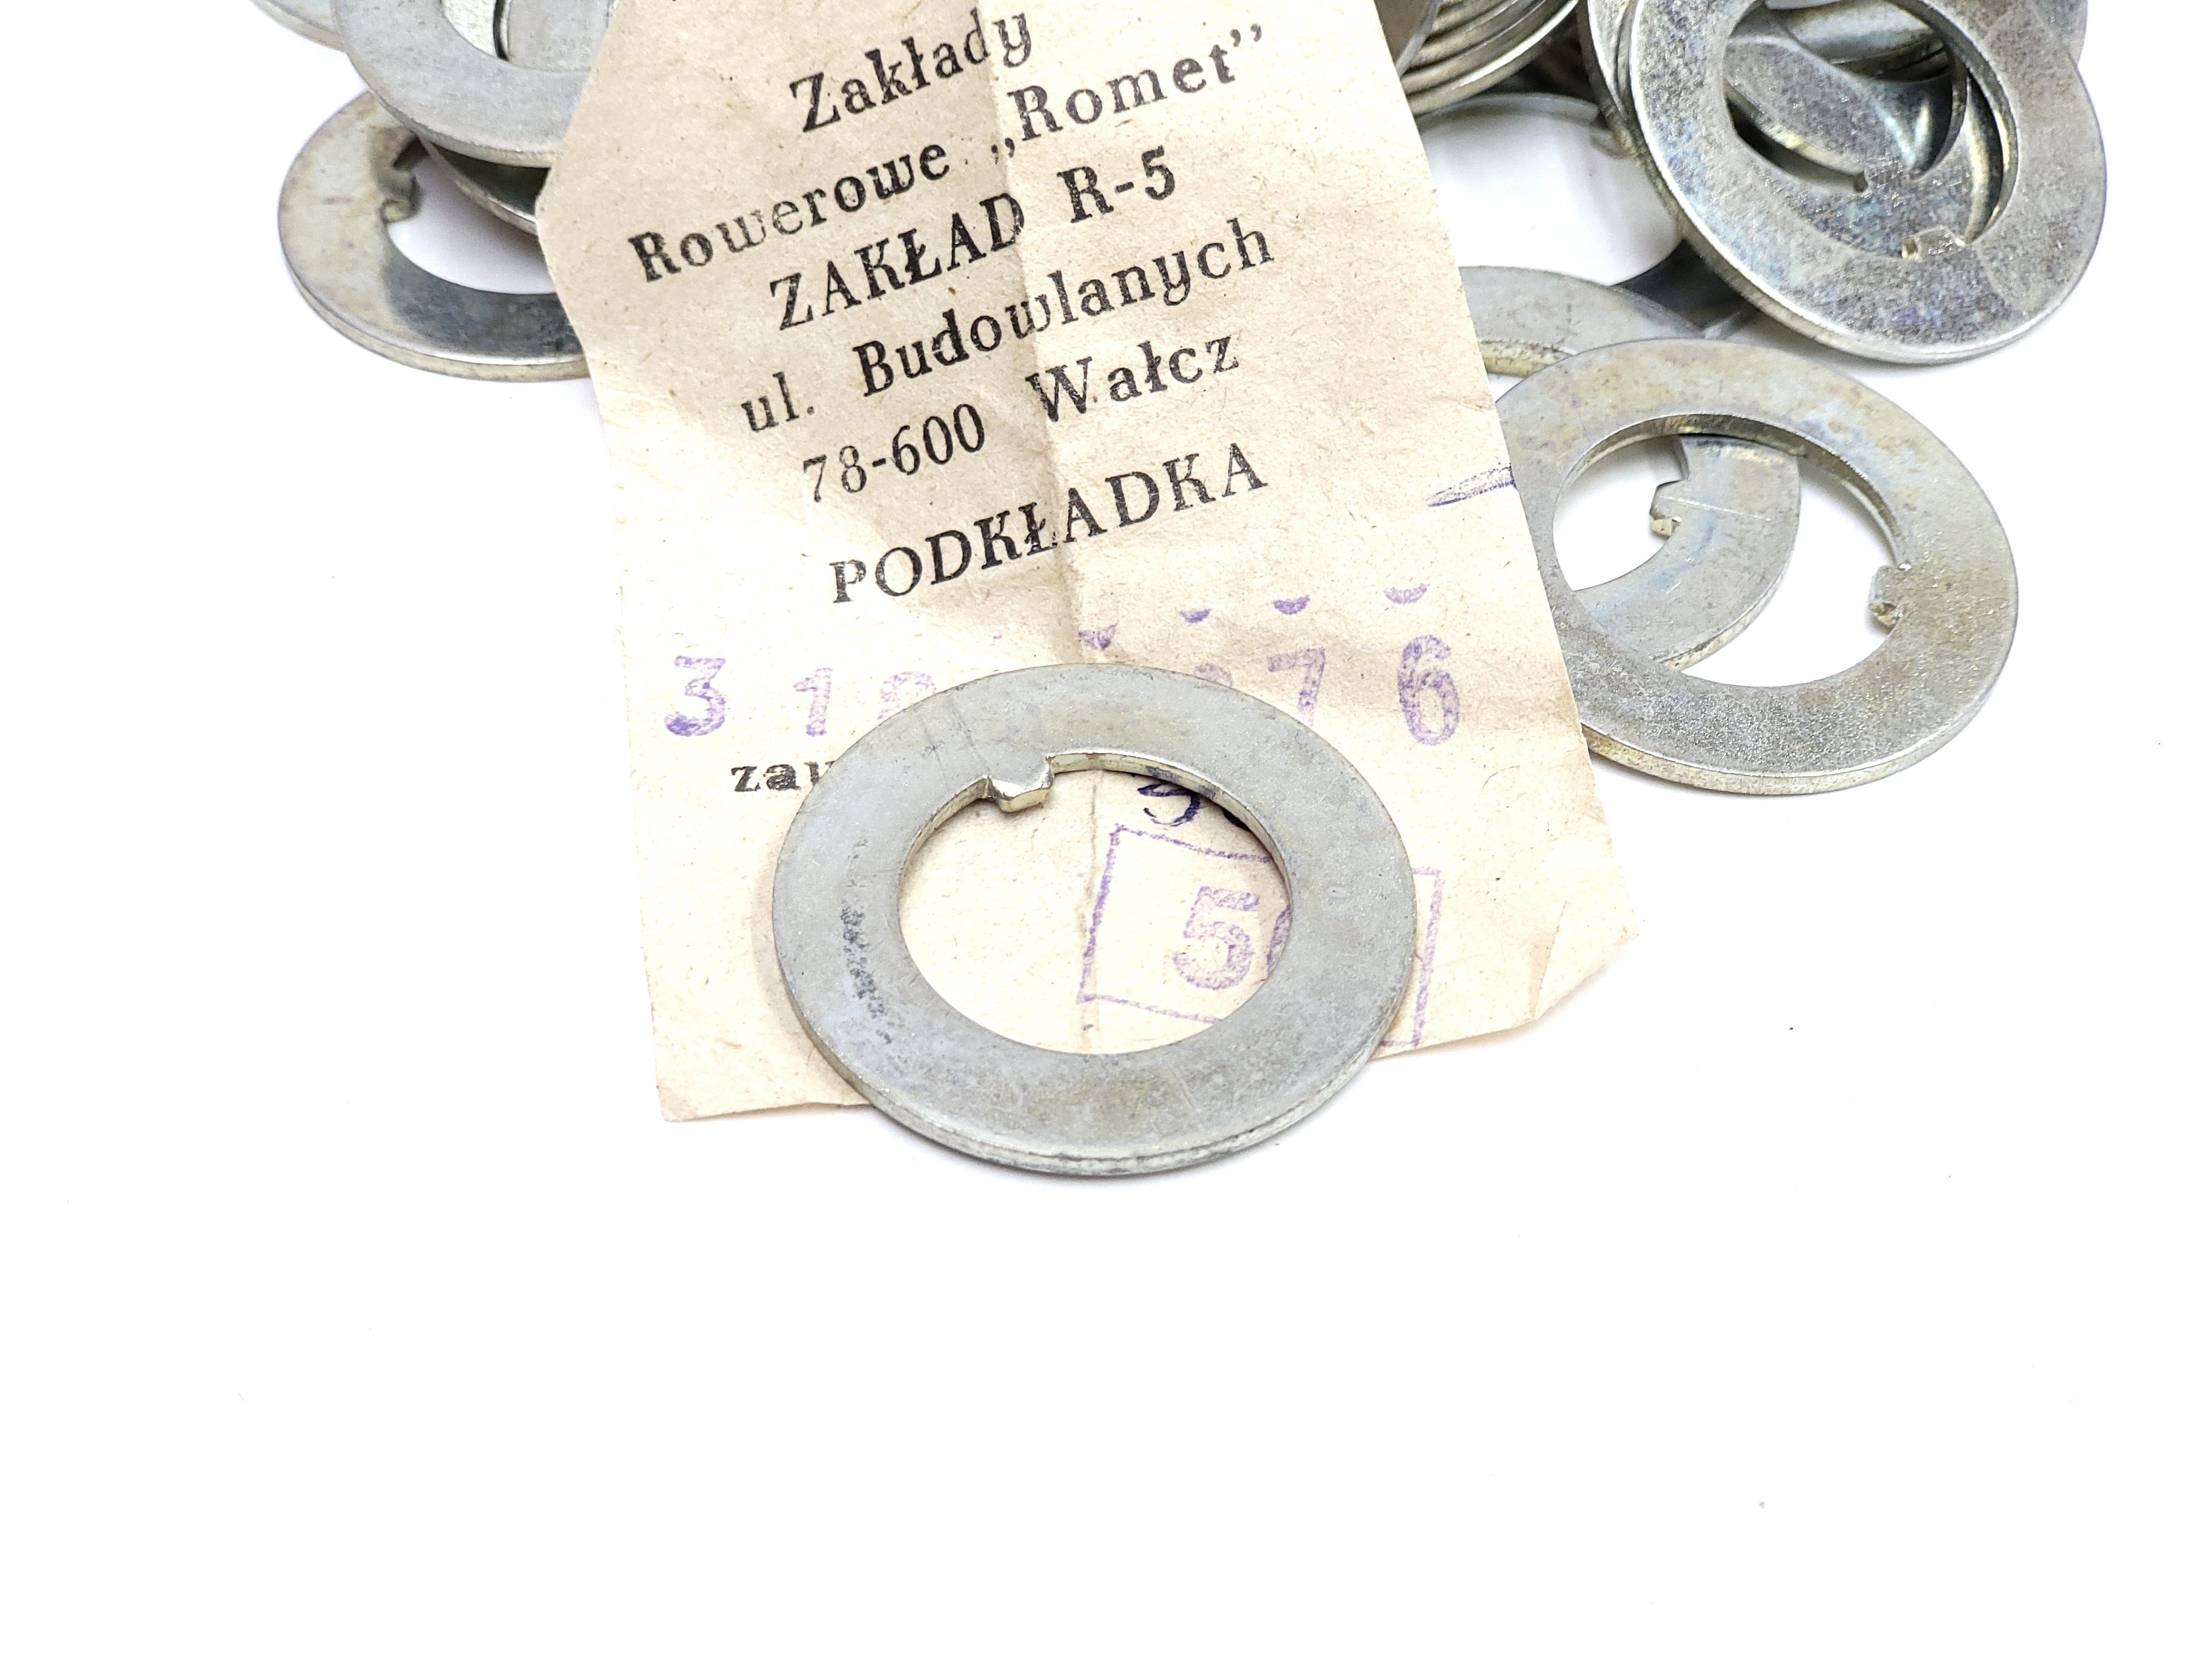 Zakłady
Rowerowe „Romet”
ZAKŁAD R-5
ul. Budowlanych
78-600 Wałcz
PODKŁADKA